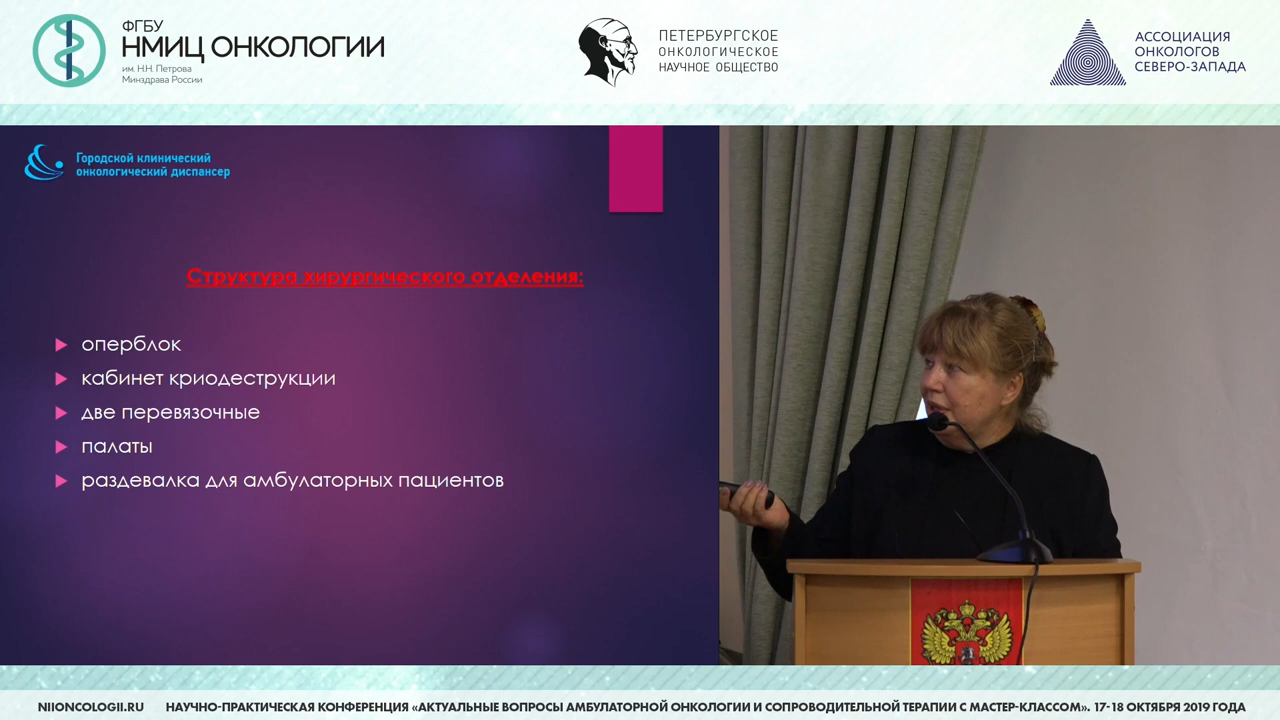 ФГБУ
НМИЦ ОНКОЛОГИИ
им. Н.Н. Петрова
Минздрава России
ПЕТЕРБУРГСКОЕ
ОНКОЛОГИЧЕСКОЕ
НАУЧНОЕ ОБЩЕСТВО
АССОЦИАЦИЯ
ОНКОЛОГОВ
СЕВЕРО-ЗАПАДА
Городской клинический
онкологический диспансер
Структура хирургического отделения:
оперблок
кабинет криодеструкции
две перевязочные
палаты
раздевалка для амбулаторных пациентов
NIIONCOLOGII.RU НАУЧНО-ПРАКТИЧЕСКАЯ КОНФЕРЕНЦИЯ «АКТУАЛЬНЫЕ ВОПРОСЫ АМБУЛАТОРНОЙ ОНКОЛОГИИ И СОПРОВОДИТЕЛЬНОЙ ТЕРАПИИ С МАСТЕР-КЛАССОМ». 17-18 ОКТЯБРЯ 2019 ГОДА